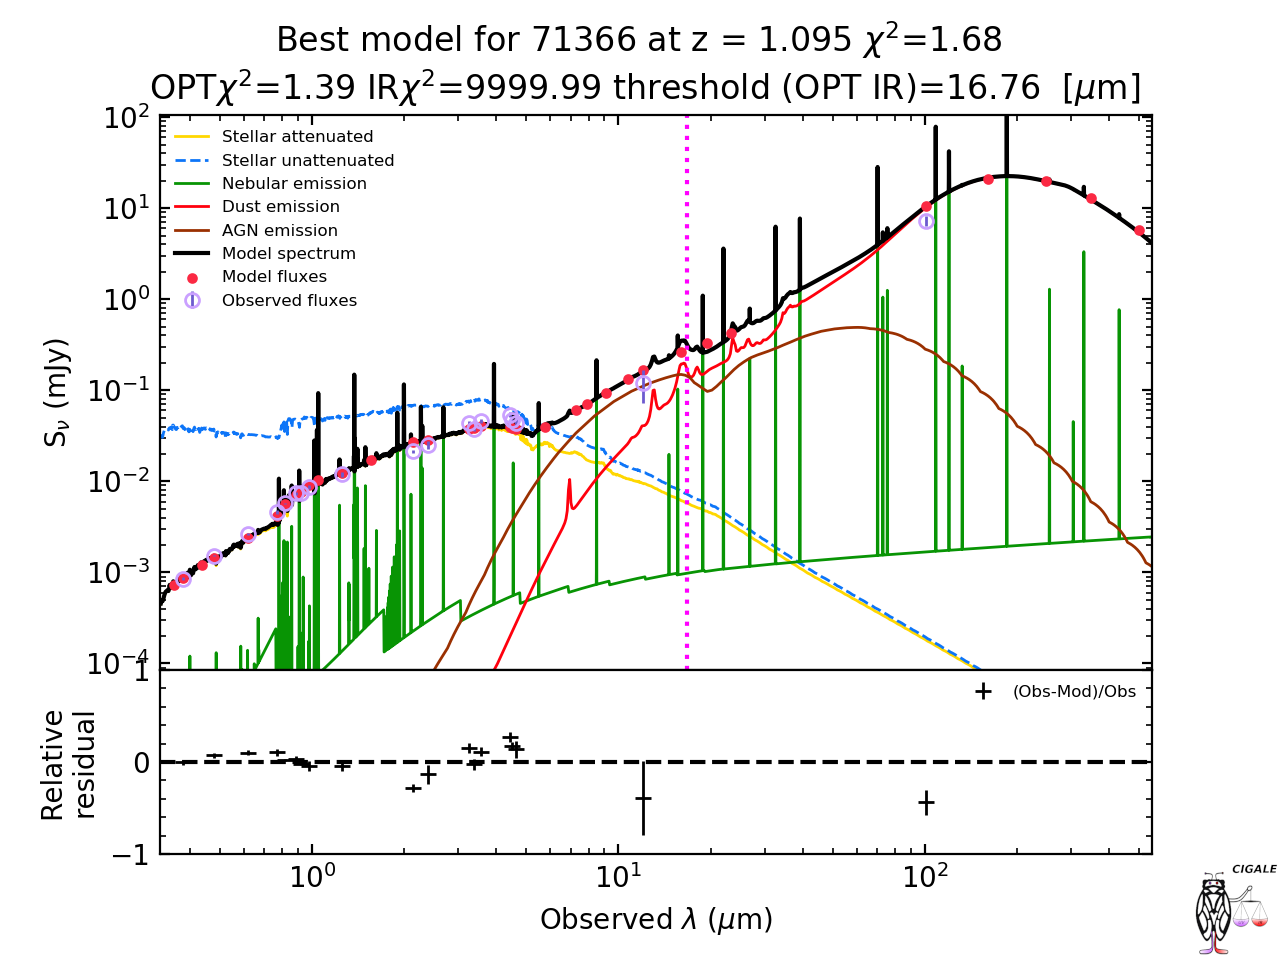 Best model for 71366 at z = 1.095 χ²=1.68
OPTχ²=1.39 IRχ²=9999.99 threshold (OPT IR)=16.76 [μm]
Stellar attenuated
Stellar unattenuated
Nebular emission
Dust emission
AGN emission
Model spectrum
Model fluxes
Observed fluxes
S_ν (mJy)
10²
10¹
10⁰
10⁻¹
10⁻²
10⁻³
10⁻⁴
(Obs-Mod)/Obs
Relative
residual
1
0
−1
10⁰ 10¹ 10²
Observed λ (μm)
CIGALE